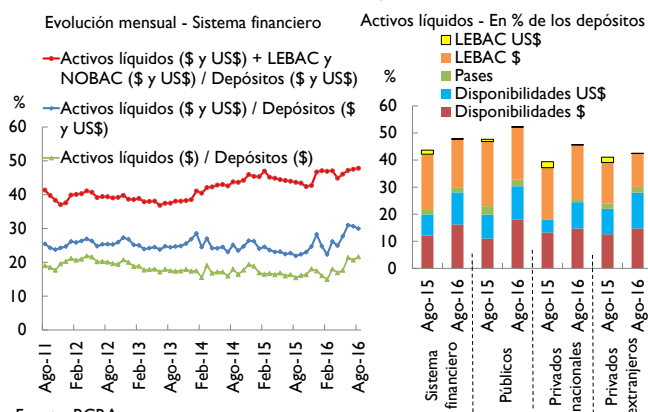 Evolución mensual - Sistema financiero
Activos líquidos ($ y US$) + LEBAC y
NOBAC ($ y US$) / Depósitos ($ y US$)
Activos líquidos ($ y US$) / Depósitos ($
y US$)
Activos líquidos ($) / Depósitos ($)
%
60
50
40
30
20
10
0
Ago-11
Feb-12
Ago-12
Feb-13
Ago-13
Feb-14
Ago-14
Feb-15
Ago-15
Feb-16
Ago-16
Activos líquidos - En % de los depósitos
LEBAC US$
LEBAC $
Pases
Disponibilidades US$
Disponibilidades $
%
60
50
40
30
20
10
0
Ago-15
Ago-16
Ago-15
Ago-16
Ago-15
Ago-16
Ago-15
Ago-16
Sistema
financiero
Públicos
Privados
nacionales
Privados
extranjeros